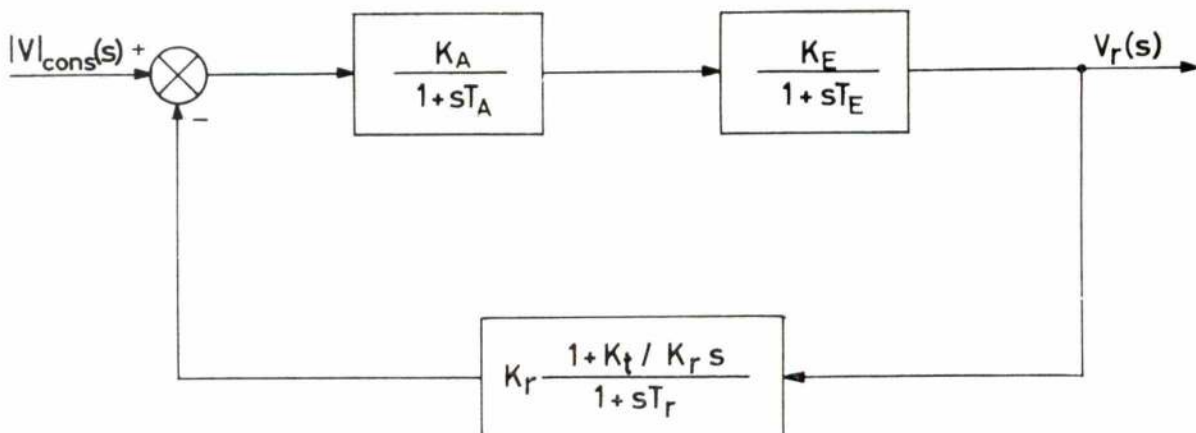 |V|cons(s) +
−
K_A
1 + sT_A
K_E
1 + sT_E
V_r(s)
K_r
1 + K_t / K_r s
1 + sT_r